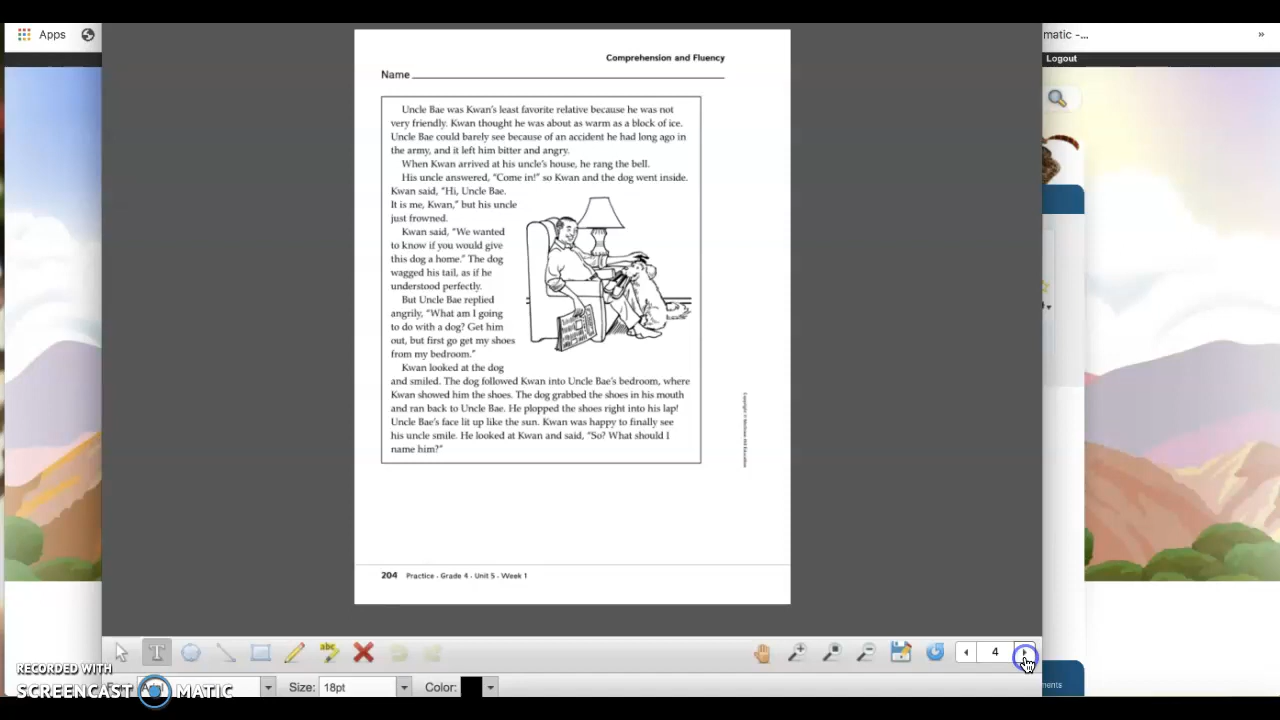 Apps
matic -...
»
Logout
Comprehension and Fluency
Name
Uncle Bae was Kwan's least favorite relative because he was not
very friendly. Kwan thought he was about as warm as a block of ice.
Uncle Bae could barely see because of an accident he had long ago in
the army, and it left him bitter and angry.
When Kwan arrived at his uncle's house, he rang the bell.
His uncle answered, “Come in!” so Kwan and the dog went inside.
Kwan said, “Hi, Uncle Bae.
It is me, Kwan,” but his uncle
just frowned.
Kwan said, “We wanted
to know if you would give
this dog a home.” The dog
wagged his tail, as if he
understood perfectly.
But Uncle Bae replied
angrily, “What am I going
to do with a dog? Get him
out, but first go get my shoes
from my bedroom.”
Kwan looked at the dog
and smiled. The dog followed Kwan into Uncle Bae's bedroom, where
Kwan showed him the shoes. The dog grabbed the shoes in his mouth
and ran back to Uncle Bae. He plopped the shoes right into his lap!
Uncle Bae's face lit up like the sun. Kwan was happy to finally see
his uncle smile. He looked at Kwan and said, “So? What should I
name him?”
Copyright © McGraw-Hill Education
204 Practice • Grade 4 • Unit 5 • Week 1
T
abc
4
RECORDED WITH
SCREENCAST MATIC
Size: 18pt
Color:
ments